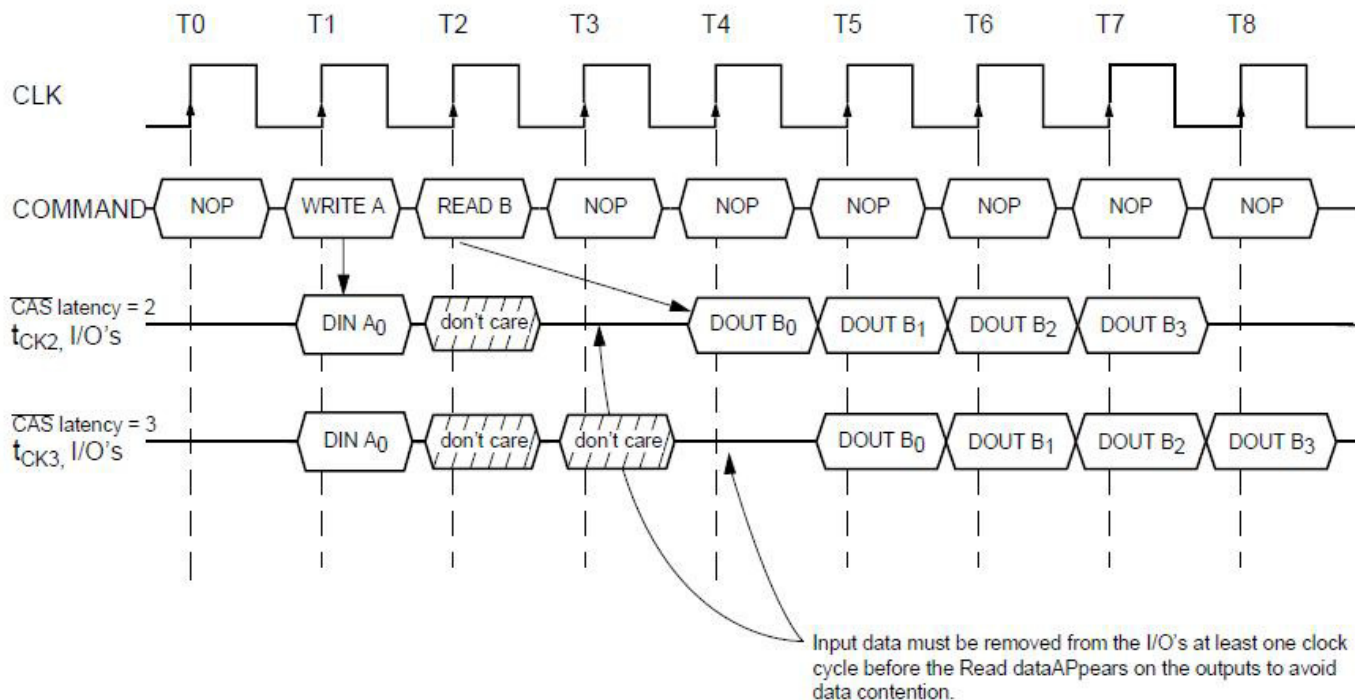 T0 T1 T2 T3 T4 T5 T6 T7 T8
CLK
COMMAND NOP WRITE A READ B NOP NOP NOP NOP NOP NOP
CAS latency = 2
tCK2, I/O's DIN A0 don't care DOUT B0 DOUT B1 DOUT B2 DOUT B3
CAS latency = 3
tCK3, I/O's DIN A0 don't care don't care DOUT B0 DOUT B1 DOUT B2 DOUT B3
Input data must be removed from the I/O's at least one clock
cycle before the Read dataAPpears on the outputs to avoid
data contention.